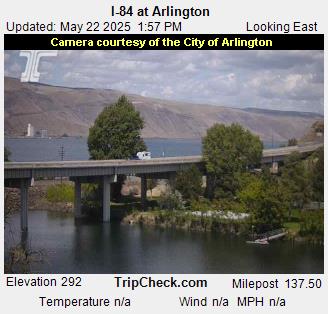 I-84 at Arlington
Updated: May 22 2025  1:57 PM Looking East
Camera courtesy of the City of Arlington
Elevation 292 TripCheck.com Milepost 137.50
Temperature n/a Wind n/a MPH n/a